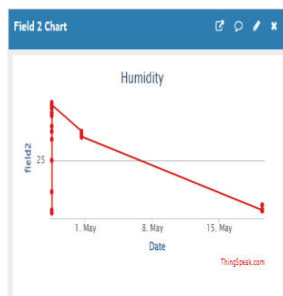 Field 2 Chart
Humidity
field2
25
1. May
8. May
15. May
Date
ThingSpeak.com